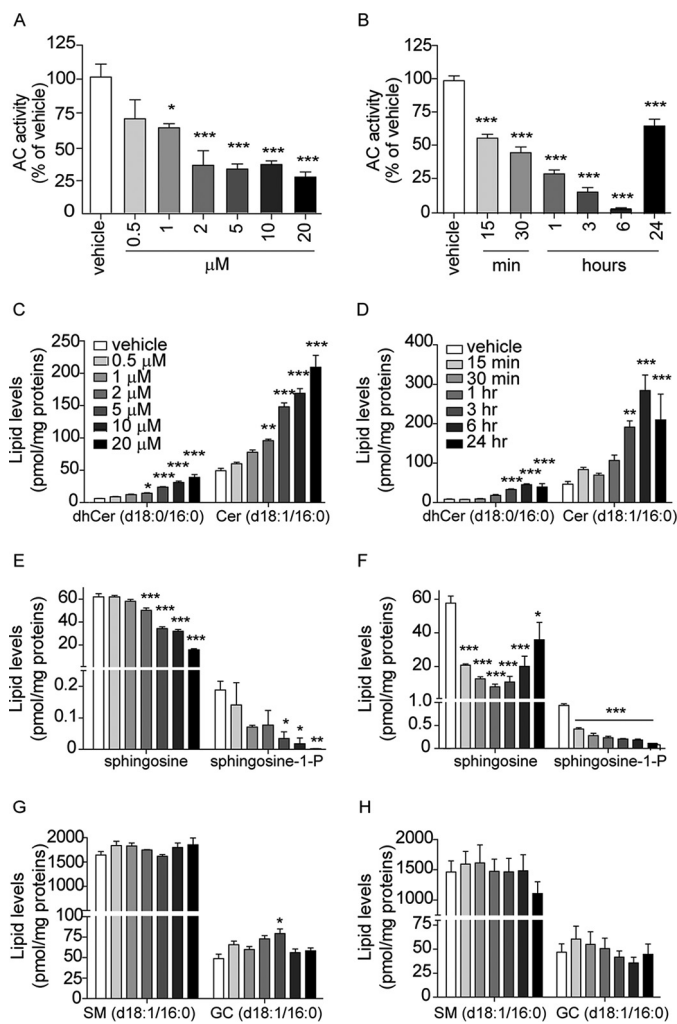 A
AC activity
(% of vehicle)
125
100
75
50
25
0
*
***
***
***
***
vehicle
0.5
1
2
5
10
20
μM
B
AC activity
(% of vehicle)
125
100
75
50
25
0
***
***
***
***
***
***
vehicle
15
30
1
3
6
24
min
hours
C
Lipid levels
(pmol/mg proteins)
250
200
150
100
50
0
vehicle
0.5 μM
1 μM
2 μM
5 μM
10 μM
20 μM
*
***
***
***
**
***
***
***
dhCer (d18:0/16:0)
Cer (d18:1/16:0)
D
Lipid levels
(pmol/mg proteins)
400
300
200
100
0
vehicle
15 min
30 min
1 hr
3 hr
6 hr
24 hr
***
***
***
**
***
***
dhCer (d18:0/16:0)
Cer (d18:1/16:0)
E
Lipid levels
(pmol/mg proteins)
60
40
20
0.2
0.1
0
***
***
***
***
*
*
**
sphingosine
sphingosine-1-P
F
Lipid levels
(pmol/mg proteins)
60
40
20
1.0
0.5
0
***
***
***
***
***
*
***
sphingosine
sphingosine-1-P
G
Lipid levels
(pmol/mg proteins)
2000
1500
1000
100
75
50
25
0
*
SM (d18:1/16:0)
GC (d18:1/16:0)
H
Lipid levels
(pmol/mg proteins)
2000
1500
1000
500
75
50
25
0
SM (d18:1/16:0)
GC (d18:1/16:0)